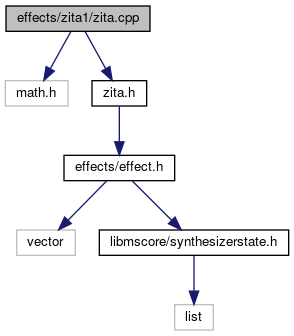 effects/zita1/zita.cpp
math.h
zita.h
effects/effect.h
vector
libmscore/synthesizerstate.h
list